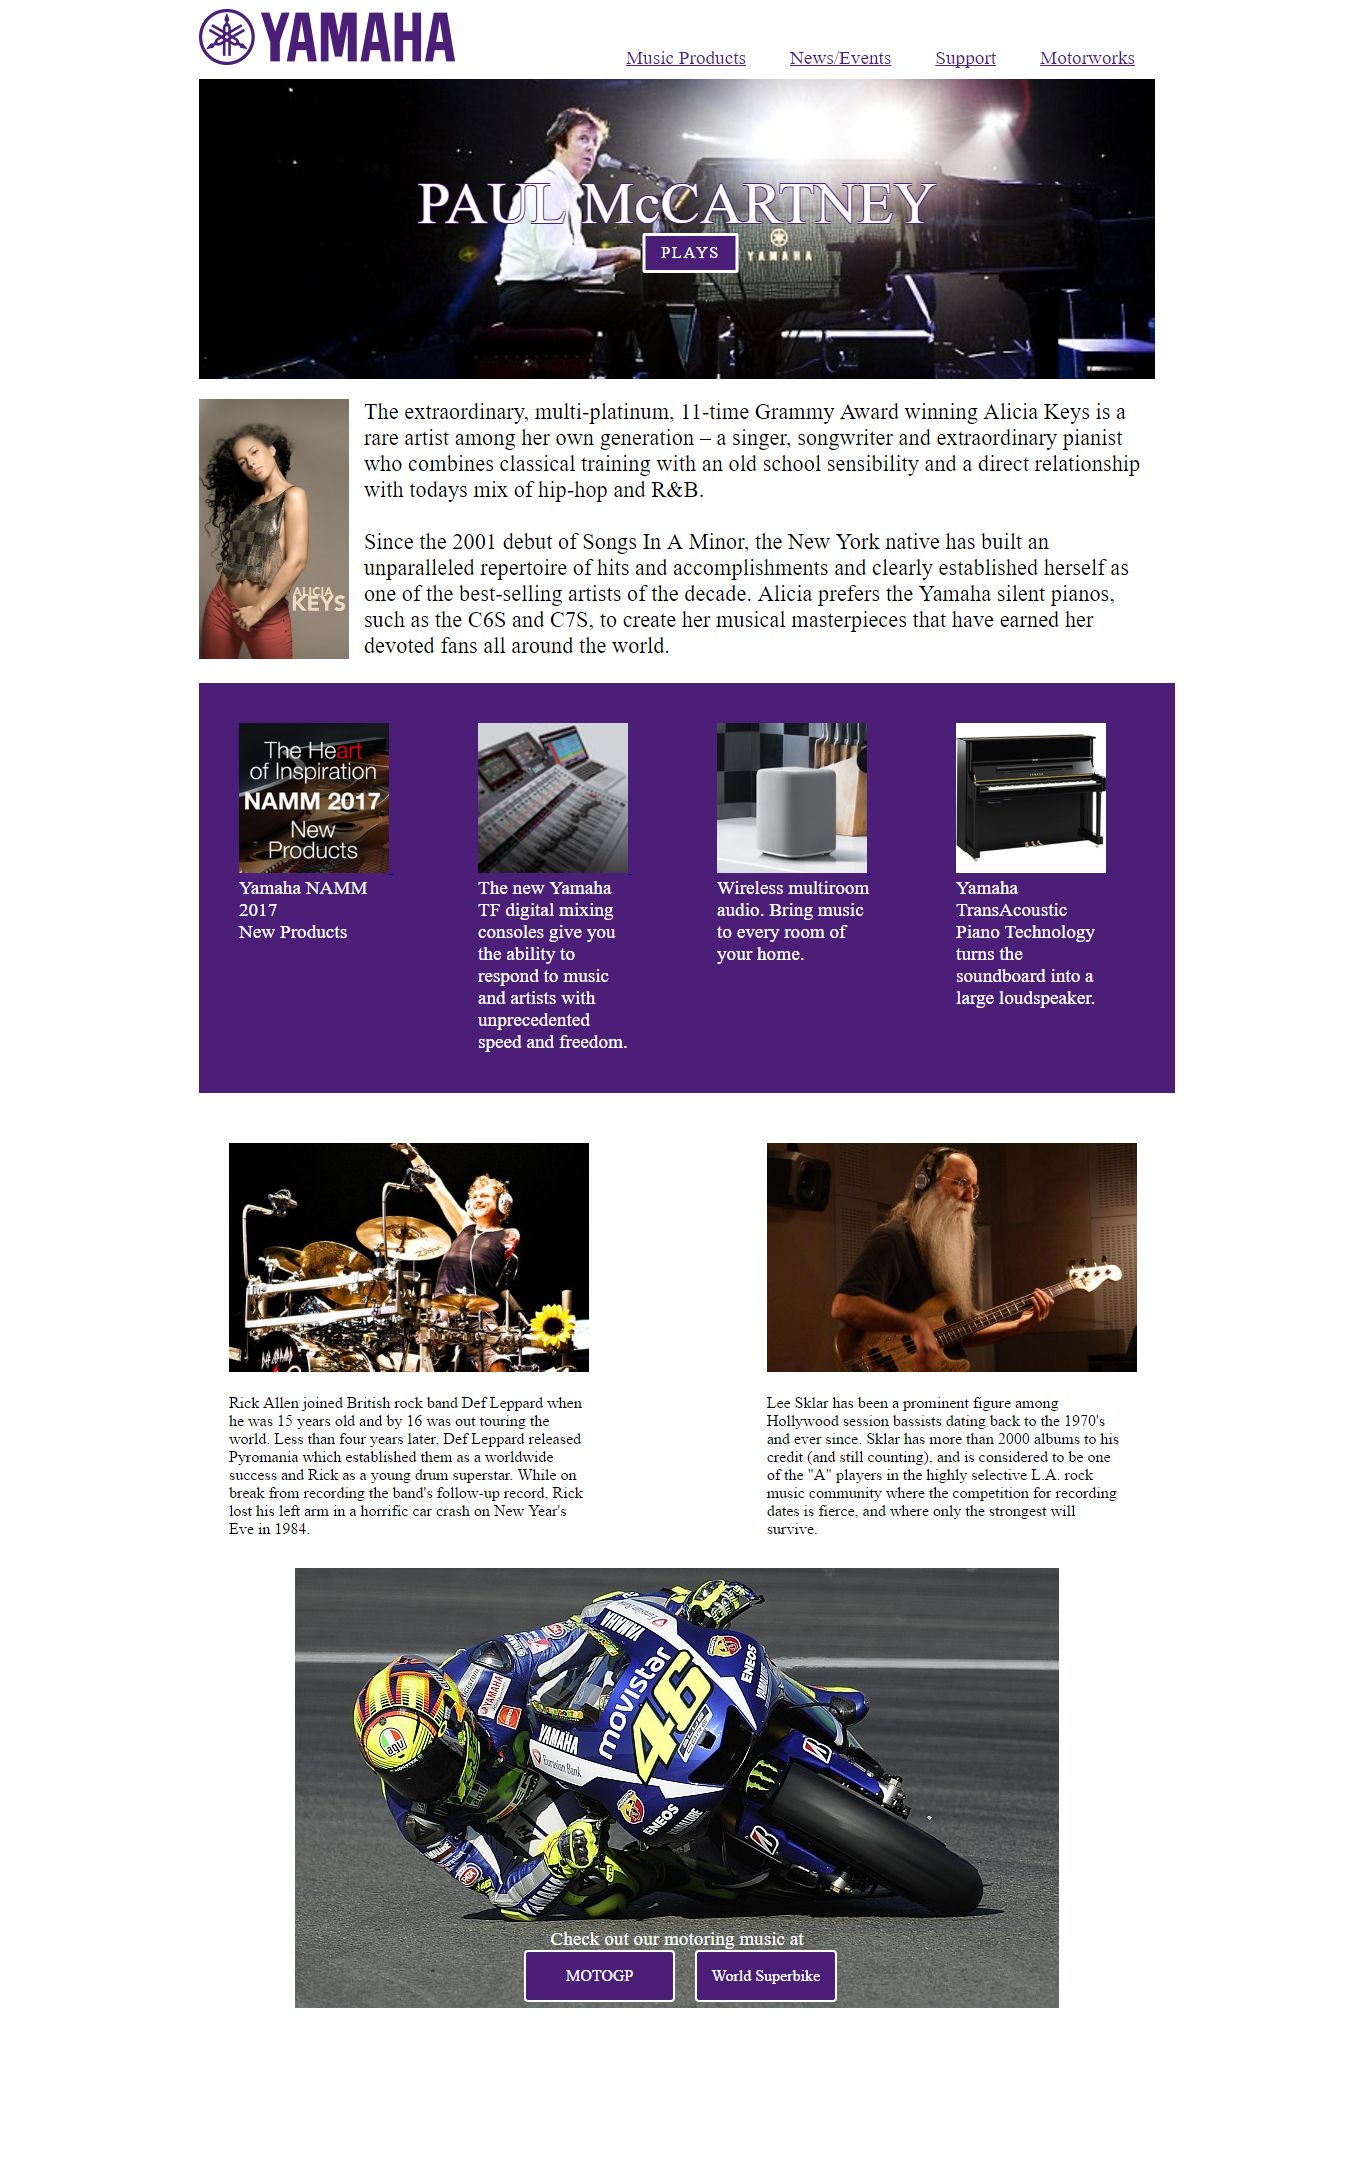 YAMAHA
Music Products News/Events Support Motorworks
PAUL McCARTNEY
PLAYS
YAMAHA
The extraordinary, multi-platinum, 11-time Grammy Award winning Alicia Keys is a
rare artist among her own generation – a singer, songwriter and extraordinary pianist
who combines classical training with an old school sensibility and a direct relationship
with todays mix of hip-hop and R&B.
Since the 2001 debut of Songs In A Minor, the New York native has built an
unparalleled repertoire of hits and accomplishments and clearly established herself as
one of the best-selling artists of the decade. Alicia prefers the Yamaha silent pianos,
such as the C6S and C7S, to create her musical masterpieces that have earned her
devoted fans all around the world.
ALICIA
KEYS
The Heart
of Inspiration
NAMM 2017
New
Products
Yamaha NAMM
2017
New Products
The new Yamaha
TF digital mixing
consoles give you
the ability to
respond to music
and artists with
unprecedented
speed and freedom.
Wireless multiroom
audio. Bring music
to every room of
your home.
YAMAHA
Yamaha
TransAcoustic
Piano Technology
turns the
soundboard into a
large loudspeaker.
Rick Allen joined British rock band Def Leppard when
he was 15 years old and by 16 was out touring the
world. Less than four years later, Def Leppard released
Pyromania which established them as a worldwide
success and Rick as a young drum superstar. While on
break from recording the band's follow-up record, Rick
lost his left arm in a horrific car crash on New Year's
Eve in 1984.
Lee Sklar has been a prominent figure among
Hollywood session bassists dating back to the 1970's
and ever since. Sklar has more than 2000 albums to his
credit (and still counting), and is considered to be one
of the "A" players in the highly selective L.A. rock
music community where the competition for recording
dates is fierce, and where only the strongest will
survive.
YAMAHA
movistar
46
ENEOS
YAMAHA
YAMAHA
Eurasian Bank
agv
ENEOS
YAMALUBE
YAMAHA
Check out our motoring music at
MOTOGP World Superbike